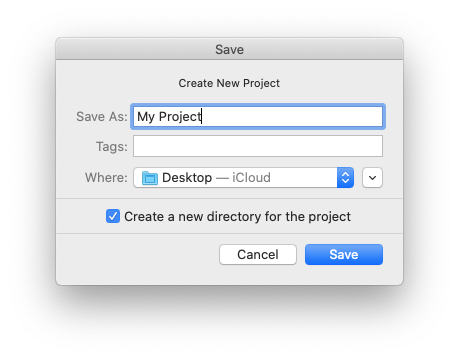 Save
Create New Project
Save As: My Project
Tags:
Where: Desktop — iCloud
Create a new directory for the project
Cancel Save